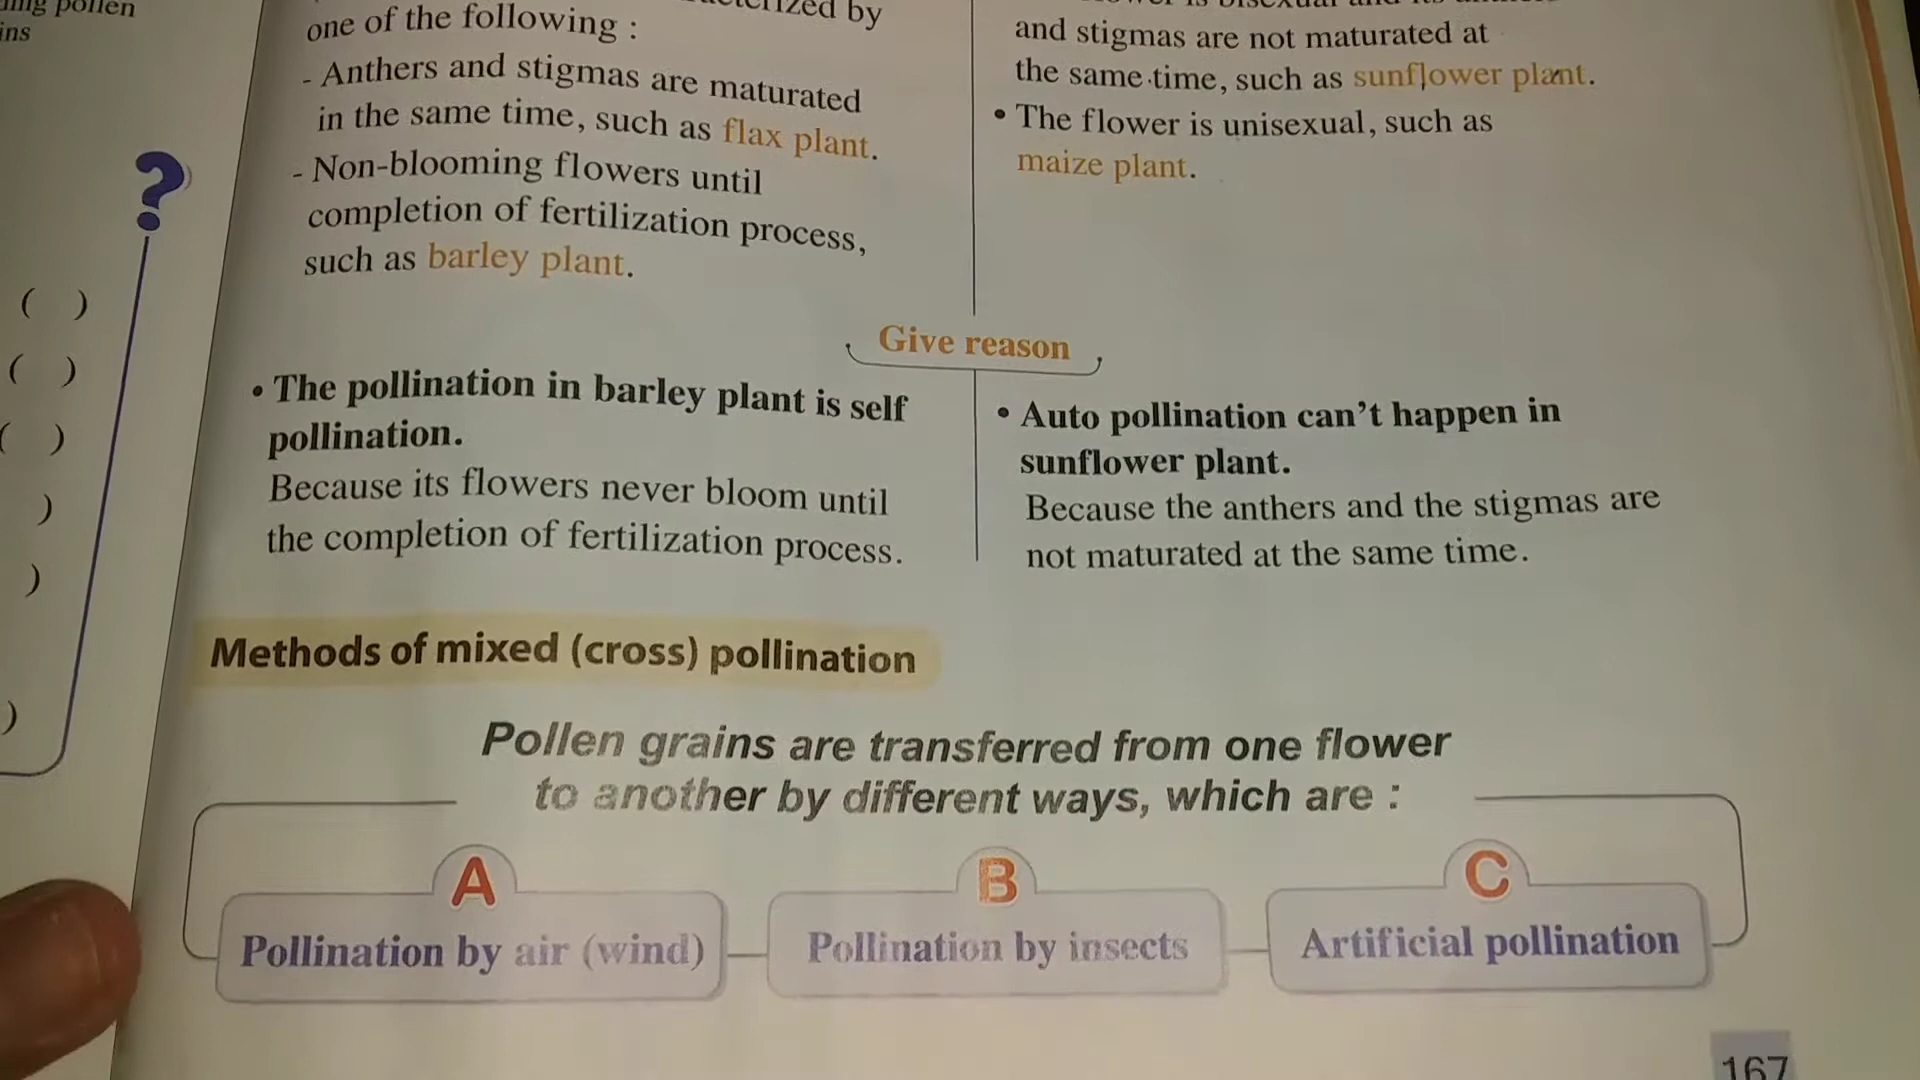 pollen
ins
by
one of the following :
- Anthers and stigmas are maturated
in the same time, such as flax plant.
- Non-blooming flowers until
completion of fertilization process,
such as barley plant.
and stigmas are not maturated at
the same time, such as sunflower plant.
• The flower is unisexual, such as
maize plant.
?
( )
( )
( )
)
)
)
Give reason
• The pollination in barley plant is self
pollination.
Because its flowers never bloom until
the completion of fertilization process.
• Auto pollination can't happen in
sunflower plant.
Because the anthers and the stigmas are
not maturated at the same time.
Methods of mixed (cross) pollination
Pollen grains are transferred from one flower
to another by different ways, which are :
A
Pollination by air (wind)
B
Pollination by insects
C
Artificial pollination
167